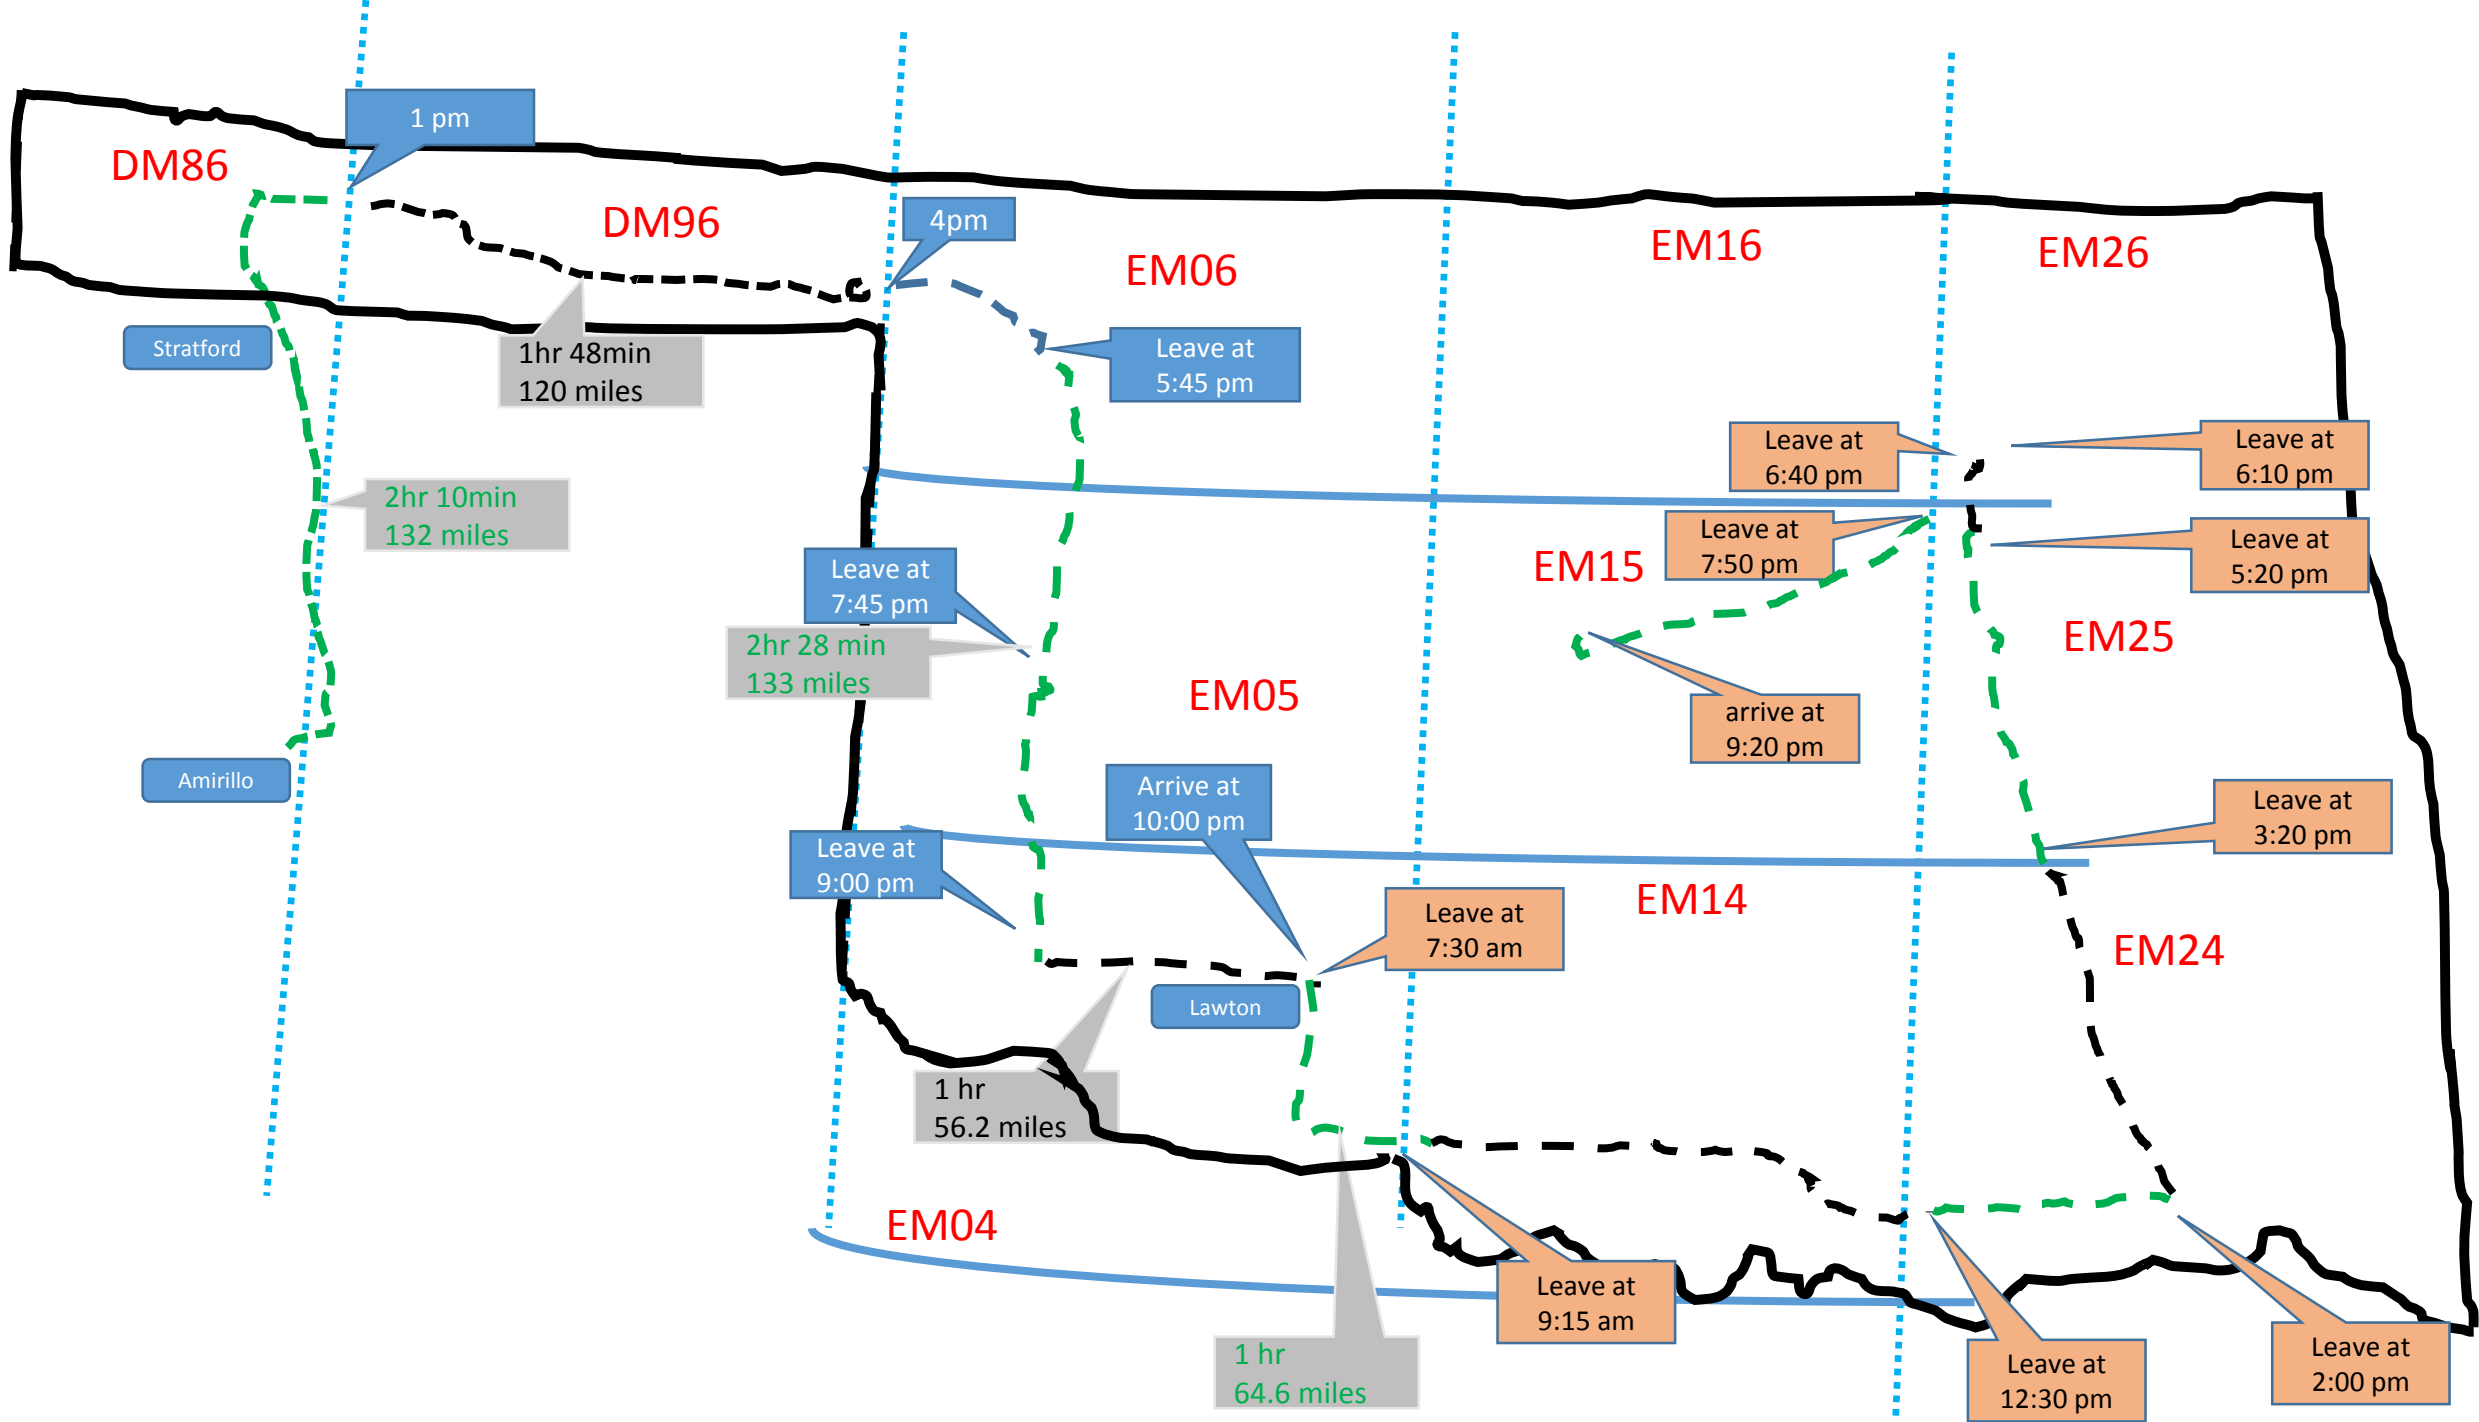 1 pm
DM86
DM96
4pm
EM06
EM16
EM26
Stratford
1hr 48min
120 miles
Leave at
5:45 pm
Leave at
6:40 pm
Leave at
6:10 pm
2hr 10min
132 miles
Leave at
7:50 pm
Leave at
5:20 pm
EM15
Leave at
7:45 pm
2hr 28 min
133 miles
EM25
EM05
arrive at
9:20 pm
Amirillo
Arrive at
10:00 pm
Leave at
3:20 pm
Leave at
9:00 pm
EM14
Leave at
7:30 am
EM24
Lawton
1 hr
56.2 miles
EM04
Leave at
9:15 am
1 hr
64.6 miles
Leave at
12:30 pm
Leave at
2:00 pm